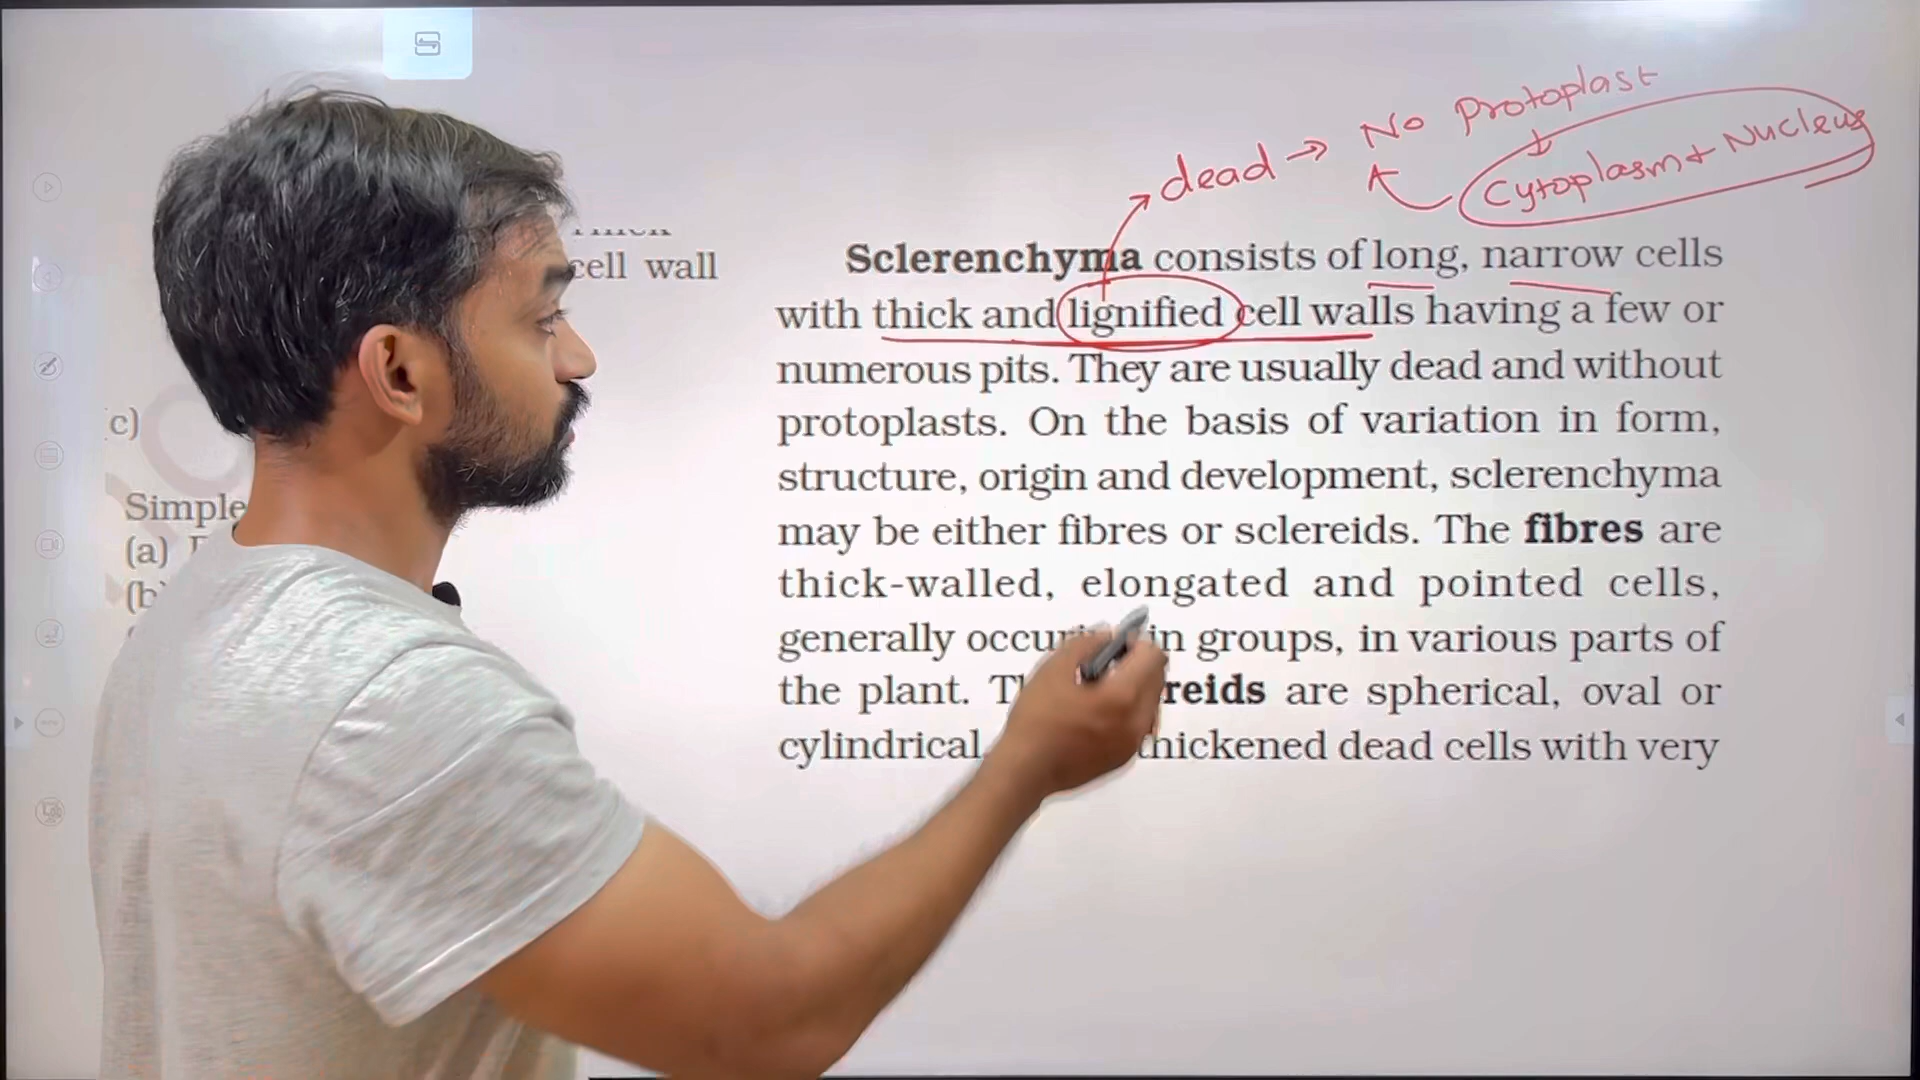 No Protoplast
dead → Cytoplasm + Nucleus
Thick
cell wall
Sclerenchyma consists of long, narrow cells
with thick and lignified cell walls having a few or
numerous pits. They are usually dead and without
protoplasts. On the basis of variation in form,
structure, origin and development, sclerenchyma
may be either fibres or sclereids. The fibres are
thick-walled, elongated and pointed cells,
generally in groups, in various parts of
the plant. reids are spherical, oval or
cylindrical, thickened dead cells with very
(c)
Simple
(a)
(b)